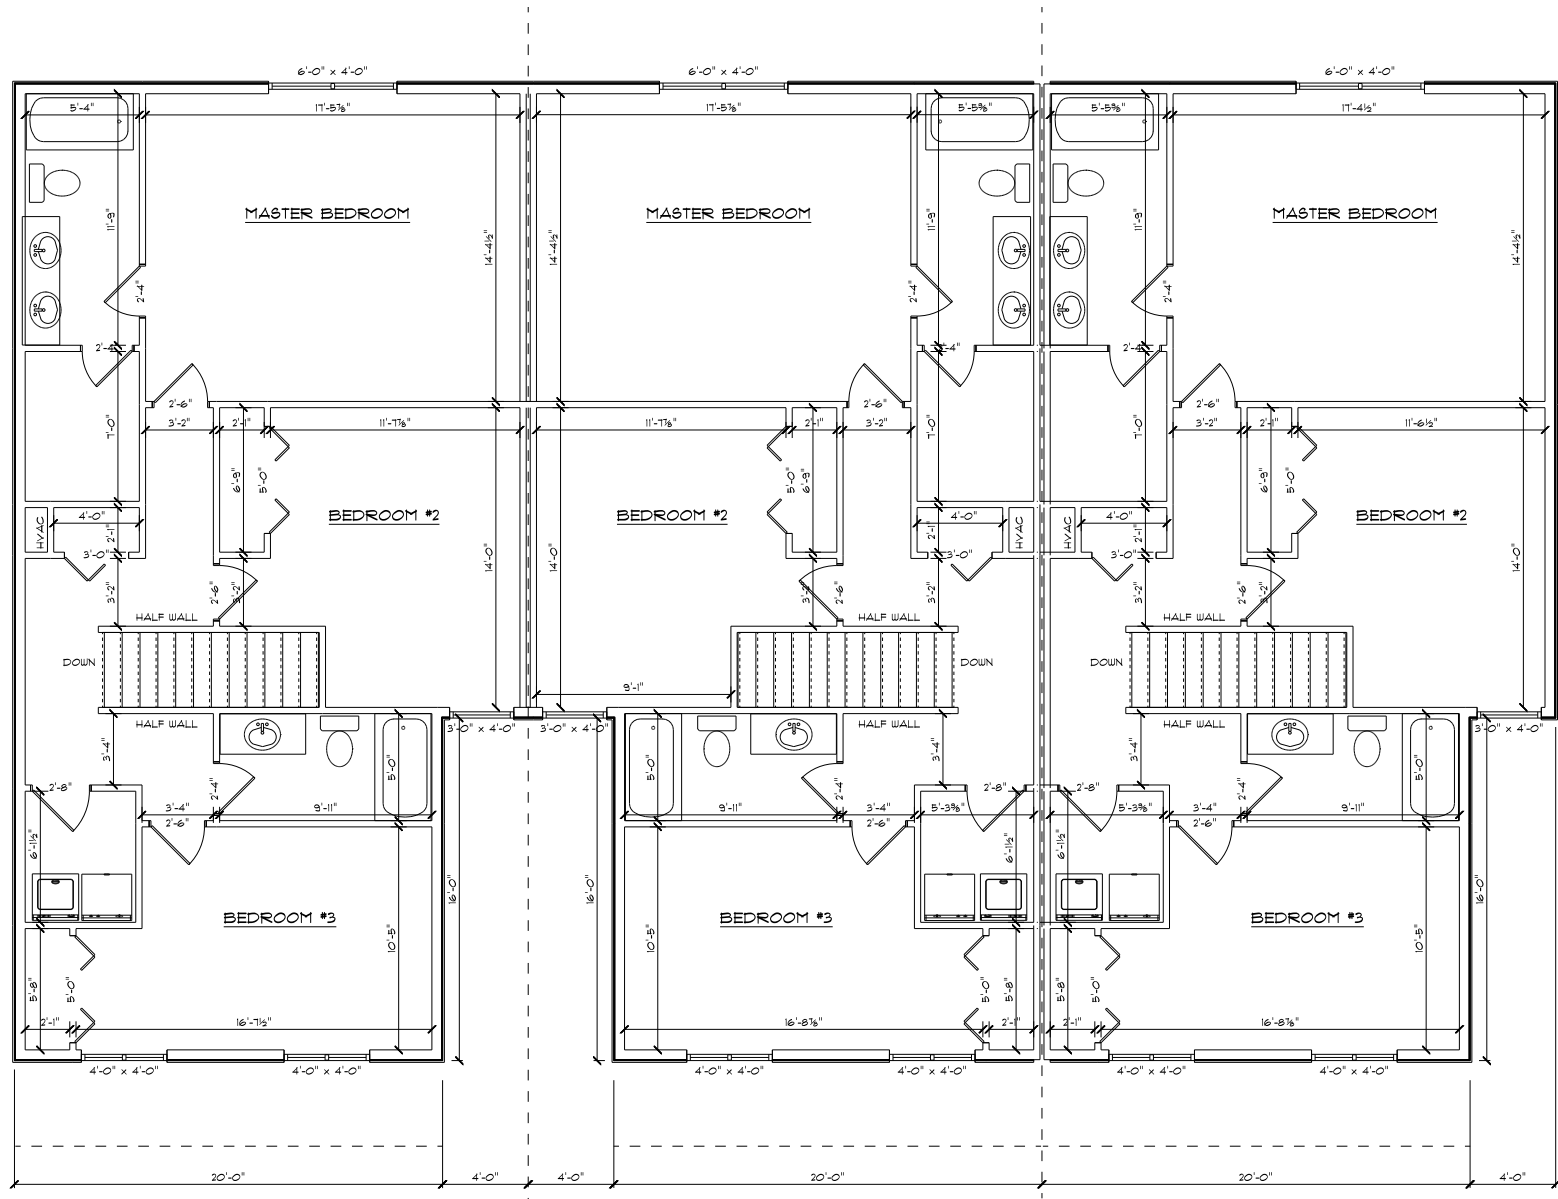 6'-0" x 4'-0" 6'-0" x 4'-0" 6'-0" x 4'-0"
5'-4" 17'-5⅞" 17'-5⅞" 5'-5⅜" 5'-5⅜" 17'-4½"
MASTER BEDROOM MASTER BEDROOM MASTER BEDROOM
11'-9" 14'-4½" 14'-4½" 11'-9" 11'-9" 14'-4½"
2'-4" 2'-4" 2'-4"
2'-4" 2'-4" 2'-4"
2'-6" 2'-6" 2'-6"
7'-0" 3'-2" 2'-1" 11'-7⅞" 11'-7⅞" 2'-1" 3'-2" 7'-0" 7'-0" 3'-2" 2'-1" 11'-6½"
6'-9" 5'-0" 5'-0" 6'-9" 6'-9" 5'-0"
BEDROOM #2 BEDROOM #2 BEDROOM #2
4'-0" 4'-0" 4'-0"
HVAC 2'-1" 2'-1" HVAC HVAC 2'-1"
3'-0" 14'-0" 14'-0" 3'-0" 3'-0" 14'-0"
3'-2" 2'-6" 3'-2" 3'-2" 2'-6" 3'-2" 3'-2" 2'-6" 3'-2"
HALF WALL HALF WALL HALF WALL
DOWN DOWN DOWN
9'-1"
HALF WALL HALF WALL HALF WALL
3'-0" x 4'-0" 3'-0" x 4'-0" 3'-0" x 4'-0"
3'-4" 5'-0" 5'-0" 3'-4" 3'-4" 5'-0"
2'-8" 2'-4" 2'-4" 2'-8" 2'-8" 2'-4"
3'-4" 9'-11" 9'-11" 3'-4" 5'-3⅜" 5'-3⅜" 3'-4" 9'-11"
2'-6" 2'-6" 2'-6"
6'-1½" 6'-1½" 6'-1½"
16'-0" 16'-0" 16'-0"
BEDROOM #3 BEDROOM #3 BEDROOM #3
10'-5" 10'-5" 10'-5"
5'-8" 5'-0" 5'-0" 5'-8" 5'-8" 5'-0"
2'-1" 16'-7½" 16'-8⅞" 2'-1" 2'-1" 16'-8⅞"
4'-0" x 4'-0" 4'-0" x 4'-0" 4'-0" x 4'-0" 4'-0" x 4'-0" 4'-0" x 4'-0" 4'-0" x 4'-0"
20'-0" 4'-0" 4'-0" 20'-0" 20'-0" 4'-0"